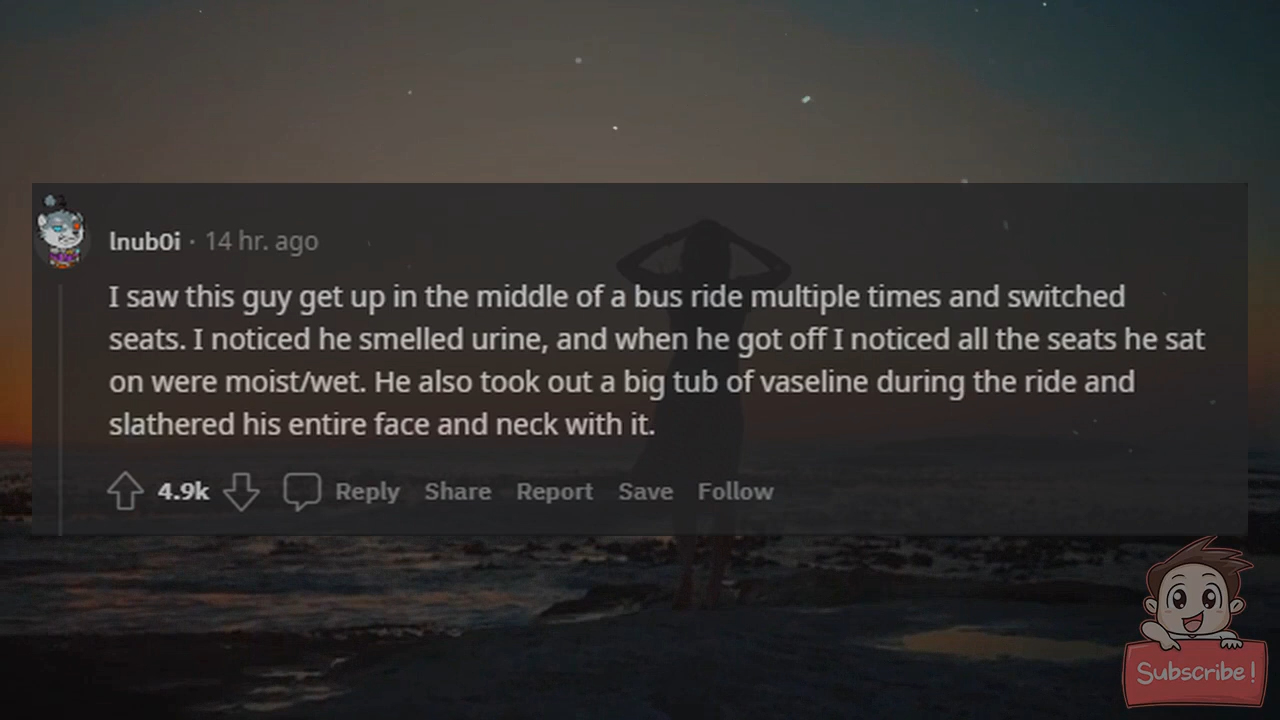 lnub0i · 14 hr. ago
I saw this guy get up in the middle of a bus ride multiple times and switched
seats. I noticed he smelled urine, and when he got off I noticed all the seats he sat
on were moist/wet. He also took out a big tub of vaseline during the ride and
slathered his entire face and neck with it.
4.9k Reply Share Report Save Follow
Subscribe!